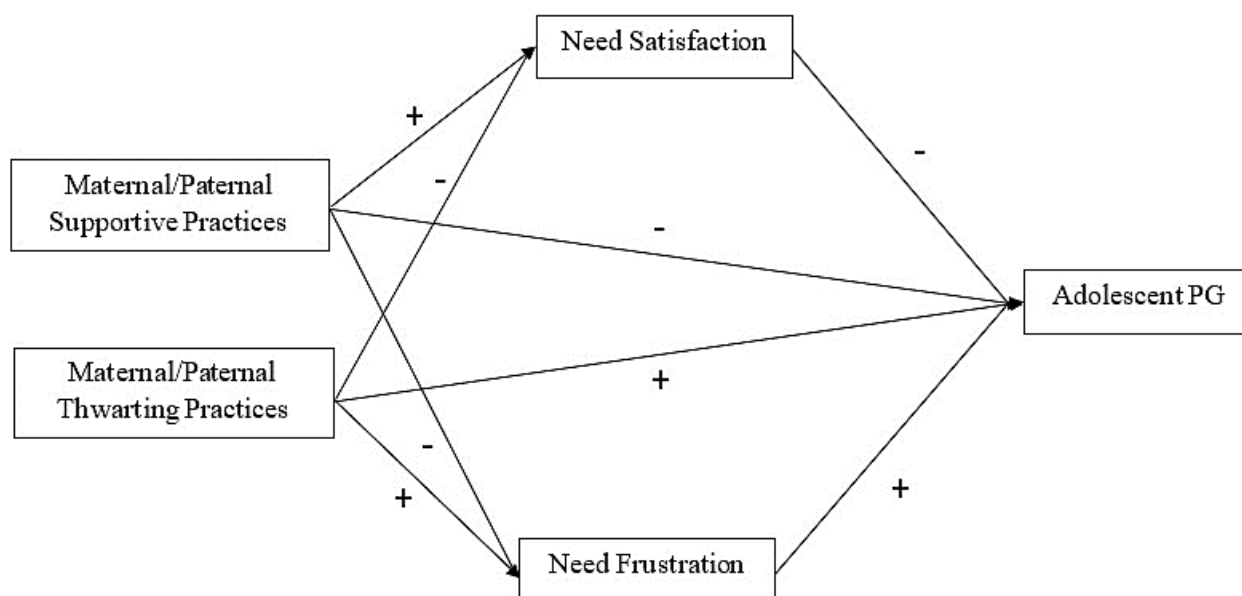 Need Satisfaction
+
-
-
Maternal/Paternal
Supportive Practices
-
Adolescent PG
Maternal/Paternal
Thwarting Practices
+
-
+
+
Need Frustration